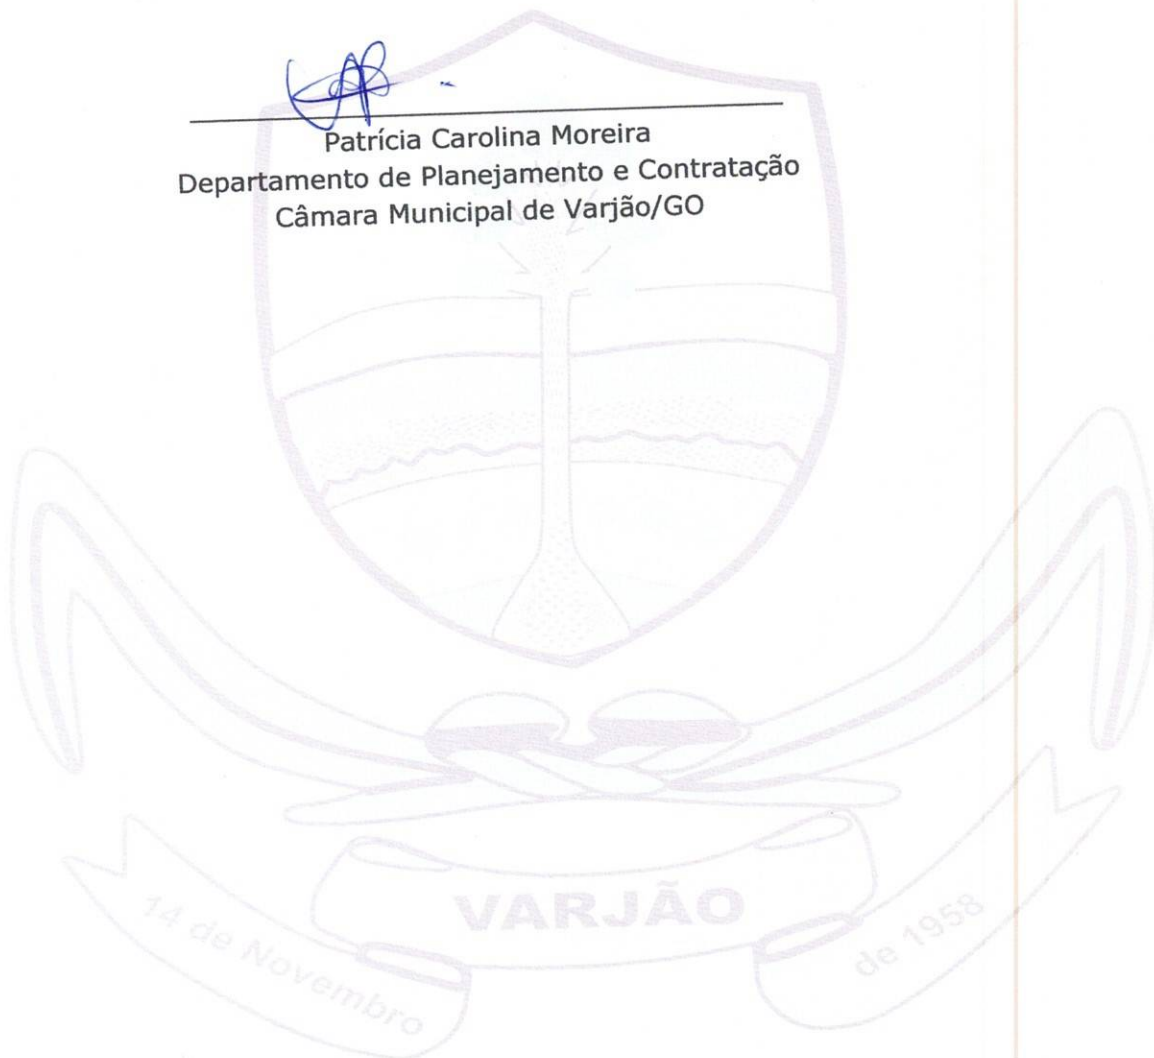 Patrícia Carolina Moreira
Departamento de Planejamento e Contratação
Câmara Municipal de Varjão/GO
VARJÃO
14 de Novembro
de 1958